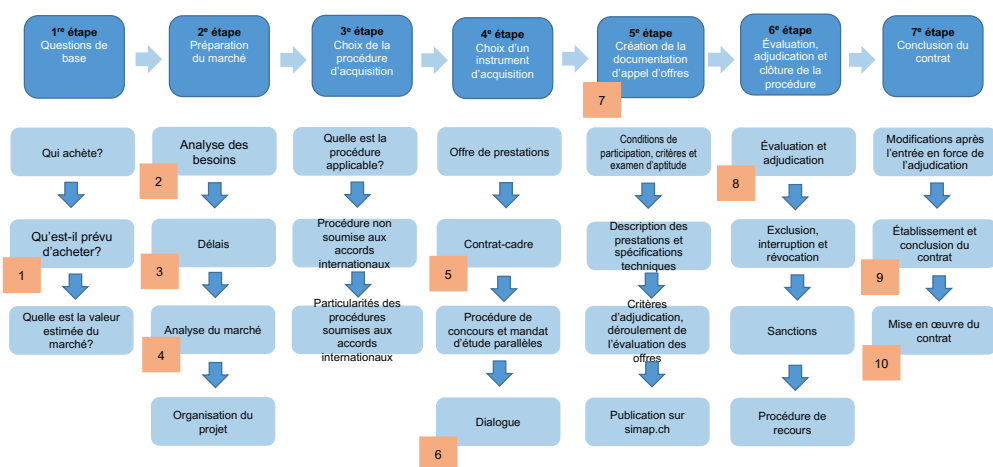 1re étape
Questions de
base
2e étape
Préparation
du marché
3e étape
Choix de la
procédure
d'acquisition
4e étape
Choix d'un
instrument
d'acquisition
5e étape
Création de la
documentation
d'appel d'offres
7
6e étape
Évaluation,
adjudication et
clôture de la
procédure
7e étape
Conclusion du
contrat
Qui achète?
Qu'est-il prévu
d'acheter?
1
Quelle est la valeur
estimée du
marché?
Analyse des
besoins
2
Délais
3
Analyse du marché
4
Organisation du
projet
Quelle est la
procédure
applicable?
Procédure non
soumise aux
accords
internationaux
Particularités des
procédures
soumises aux
accords
internationaux
Offre de prestations
Contrat-cadre
5
Procédure de
concours et mandat
d'étude parallèles
Dialogue
6
Conditions de
participation, critères et
examen d'aptitude
Description des
prestations et
spécifications
techniques
Critères
d'adjudication,
déroulement de
l'évaluation des
offres
Publication sur
simap.ch
Évaluation et
adjudication
8
Exclusion,
interruption et
révocation
Sanctions
Procédure de
recours
Modifications après
l'entrée en force de
l'adjudication
Établissement et
conclusion du
contrat
9
Mise en œuvre du
contrat
10